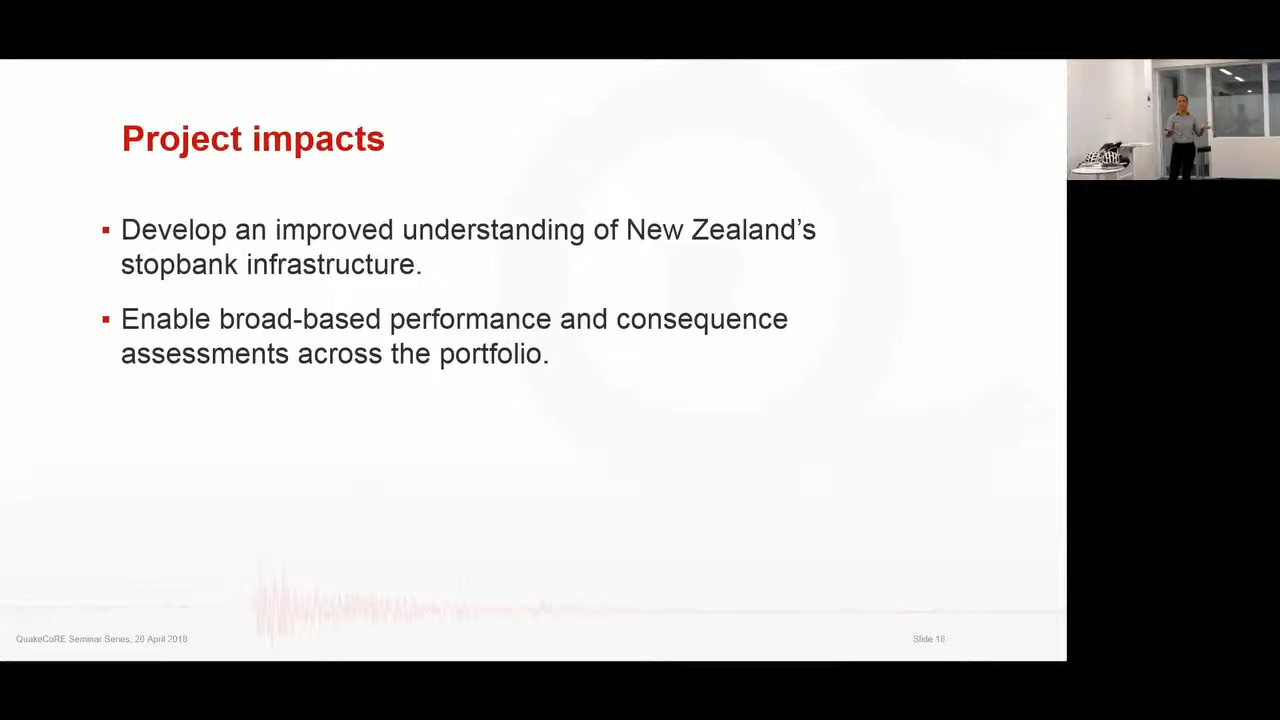 Project impacts
▪ Develop an improved understanding of New Zealand’s
stopbank infrastructure.
▪ Enable broad-based performance and consequence
assessments across the portfolio.
QuakeCoRE Seminar Series, 20 April 2018
Slide 18